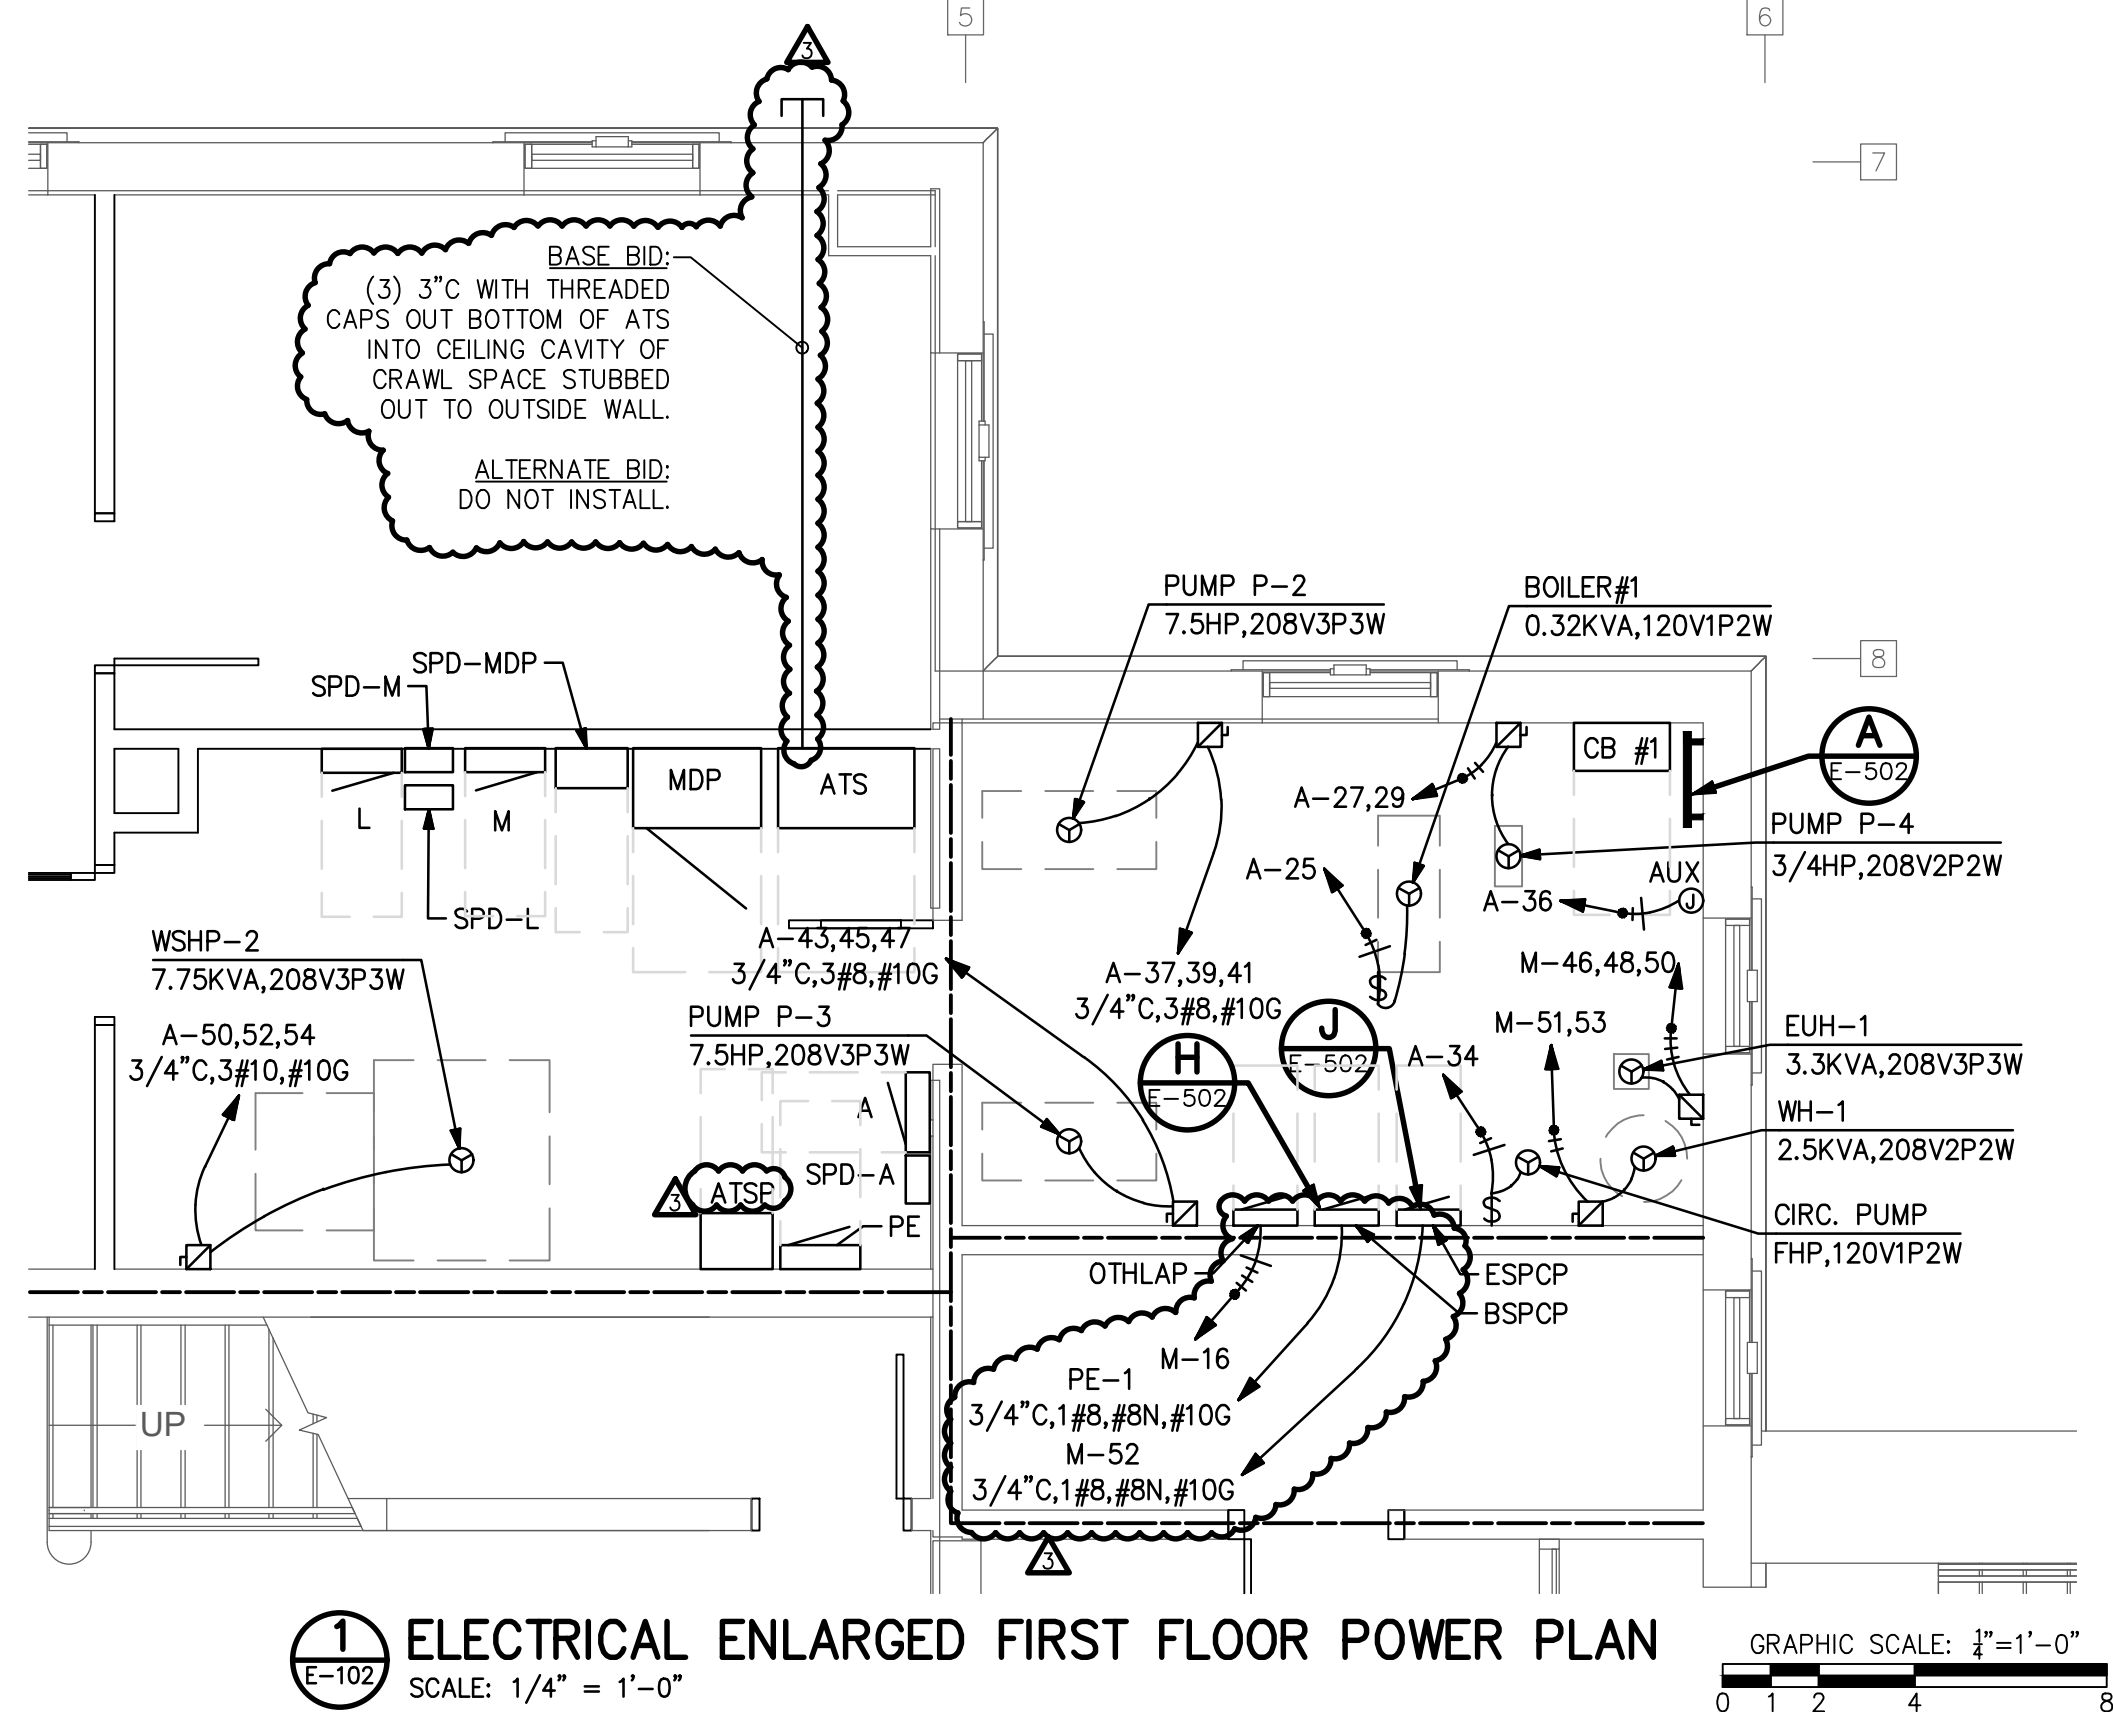 5
6
3
7
BASE BID:
(3) 3"C WITH THREADED
CAPS OUT BOTTOM OF ATS
INTO CEILING CAVITY OF
CRAWL SPACE STUBBED
OUT TO OUTSIDE WALL.
ALTERNATE BID:
DO NOT INSTALL.
PUMP P-2
7.5HP,208V3P3W
BOILER#1
0.32KVA,120V1P2W
8
SPD-MDP
SPD-M
MDP
ATS
L
M
SPD-L
CB #1
A
E-502
A-27,29
PUMP P-4
3/4HP,208V2P2W
A-25
AUX
J
A-36
WSHP-2
7.75KVA,208V3P3W
A-43,45,47
3/4"C,3#8,#10G
A-37,39,41
3/4"C,3#8,#10G
M-46,48,50
$
A-50,52,54
3/4"C,3#10,#10G
PUMP P-3
7.5HP,208V3P3W
H
E-502
J
E-502
A-34
M-51,53
EUH-1
3.3KVA,208V3P3W
WH-1
2.5KVA,208V2P2W
A
SPD-A
3
ATSP
PE
$
CIRC. PUMP
FHP,120V1P2W
OTHLAP
ESPCP
BSPCP
M-16
PE-1
3/4"C,1#8,#8N,#10G
M-52
3/4"C,1#8,#8N,#10G
UP
3
1
E-102
ELECTRICAL ENLARGED FIRST FLOOR POWER PLAN
SCALE: 1/4" = 1'-0"
GRAPHIC SCALE: 1/4"=1'-0"
0 1 2 4 8